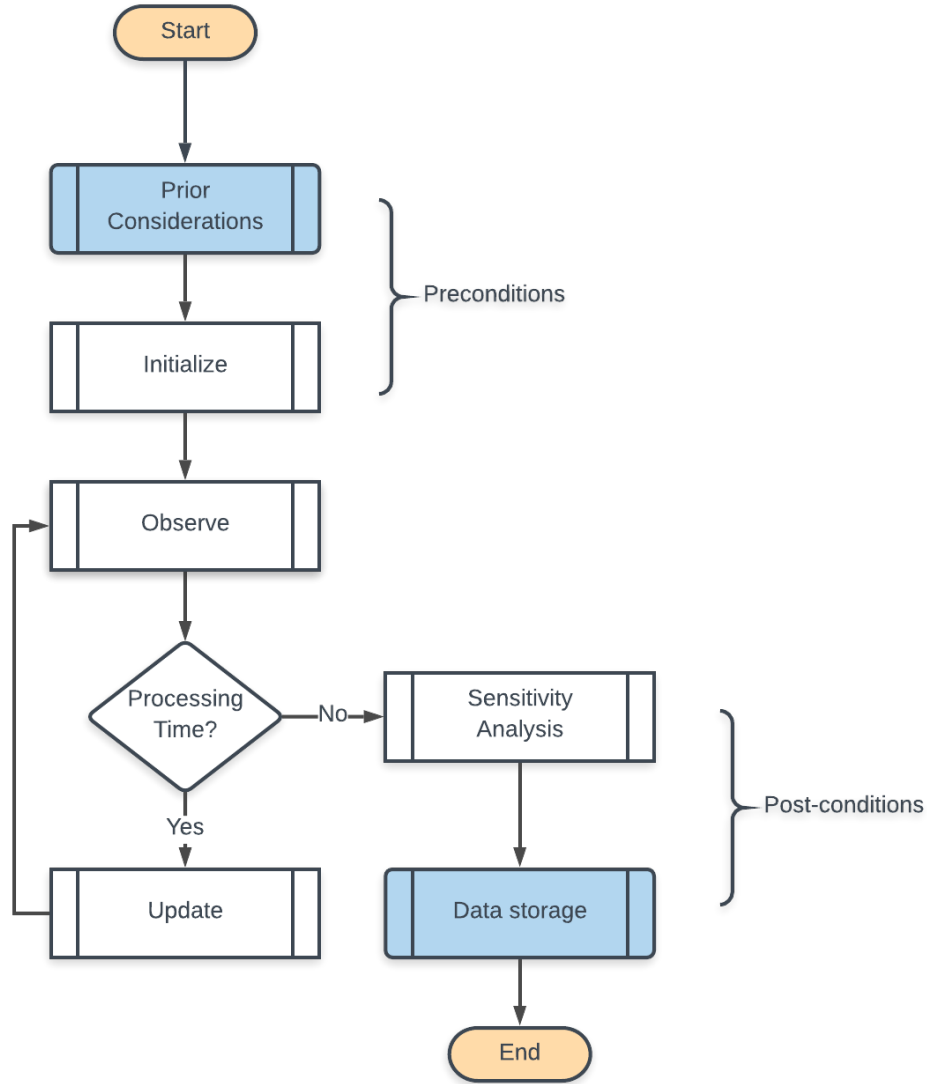 Start
Prior
Considerations
Preconditions
Initialize
Observe
Processing
Time?
No
Sensitivity
Analysis
Post-conditions
Yes
Update
Data storage
End